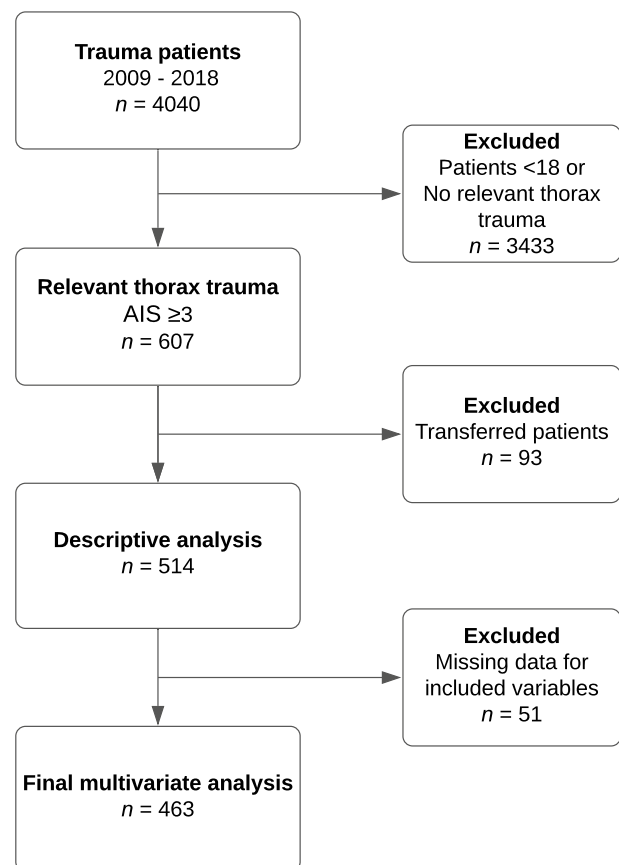 Trauma patients
2009 - 2018
n = 4040
Excluded
Patients <18 or
No relevant thorax
trauma
n = 3433
Relevant thorax trauma
AIS ≥3
n = 607
Excluded
Transferred patients
n = 93
Descriptive analysis
n = 514
Excluded
Missing data for
included variables
n = 51
Final multivariate analysis
n = 463